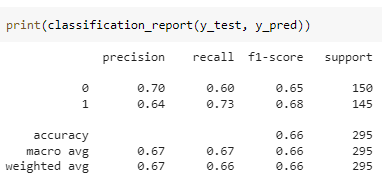 print(classification_report(y_test, y_pred))
precision recall f1-score support
0 0.70 0.60 0.65 150
1 0.64 0.73 0.68 145
accuracy 0.66 295
macro avg 0.67 0.67 0.66 295
weighted avg 0.67 0.66 0.66 295